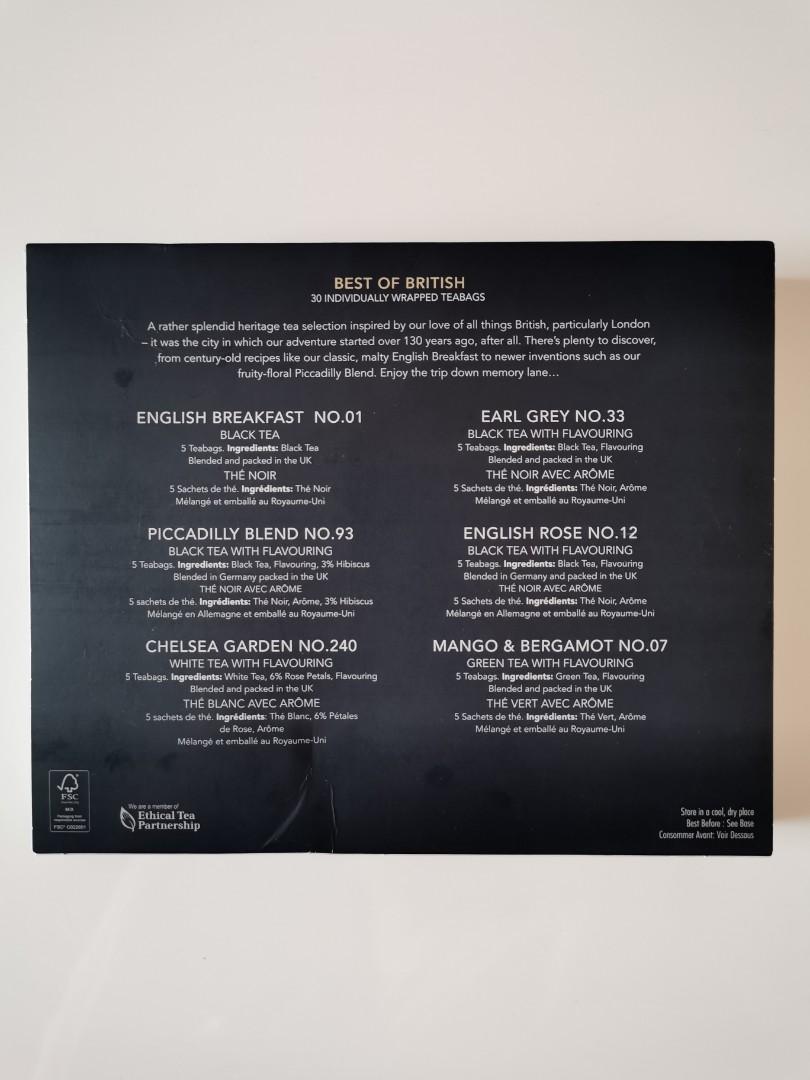 BEST OF BRITISH
30 INDIVIDUALLY WRAPPED TEABAGS
A rather splendid heritage tea selection inspired by our love of all things British, particularly London
– it was the city in which our adventure started over 130 years ago, after all. There's plenty to discover,
from century-old recipes like our classic, malty English Breakfast to newer inventions such as our
fruity-floral Piccadilly Blend. Enjoy the trip down memory lane...
ENGLISH BREAKFAST NO.01
BLACK TEA
5 Teabags. Ingredients: Black Tea
Blended and packed in the UK
THÉ NOIR
5 Sachets de thé. Ingrédients: Thé Noir
Mélangé et emballé au Royaume-Uni
EARL GREY NO.33
BLACK TEA WITH FLAVOURING
5 Teabags. Ingredients: Black Tea, Flavouring
Blended and packed in the UK
THÉ NOIR AVEC ARÔME
5 Sachets de thé. Ingrédients: Thé Noir, Arôme
Mélangé et emballé au Royaume-Uni
PICCADILLY BLEND NO.93
BLACK TEA WITH FLAVOURING
5 Teabags. Ingredients: Black Tea, Flavouring, 3% Hibiscus
Blended in Germany packed in the UK
THÉ NOIR AVEC ARÔME
5 sachets de thé. Ingrédients: Thé Noir, Arôme, 3% Hibiscus
Mélangé en Allemagne et emballé au Royaume-Uni
ENGLISH ROSE NO.12
BLACK TEA WITH FLAVOURING
5 Teabags. Ingredients: Black Tea, Flavouring
Blended in Germany and packed in the UK
THÉ NOIR AVEC ARÔME
5 Sachets de thé. Ingrédients: Thé Noir, Arôme
Mélangé en Allemagne et emballé au Royaume-Uni
CHELSEA GARDEN NO.240
WHITE TEA WITH FLAVOURING
5 Teabags. Ingredients: White Tea, 6% Rose Petals, Flavouring
Blended and packed in the UK
THÉ BLANC AVEC ARÔME
5 sachets de thé. Ingrédients: Thé Blanc, 6% Pétales
de Rose, Arôme
Mélangé et emballé au Royaume-Uni
MANGO & BERGAMOT NO.07
GREEN TEA WITH FLAVOURING
5 Teabags. Ingredients: Green Tea, Flavouring
Blended and packed in the UK
THÉ VERT AVEC ARÔME
5 Sachets de thé. Ingrédients: Thé Vert, Arôme
Mélangé et emballé au Royaume-Uni
FSC
MIX
Packaging from
responsible sources
We are a member of
Ethical Tea
Partnership
Store in a cool, dry place
Best Before : See Base
Consommer Avant: Voir Dessous